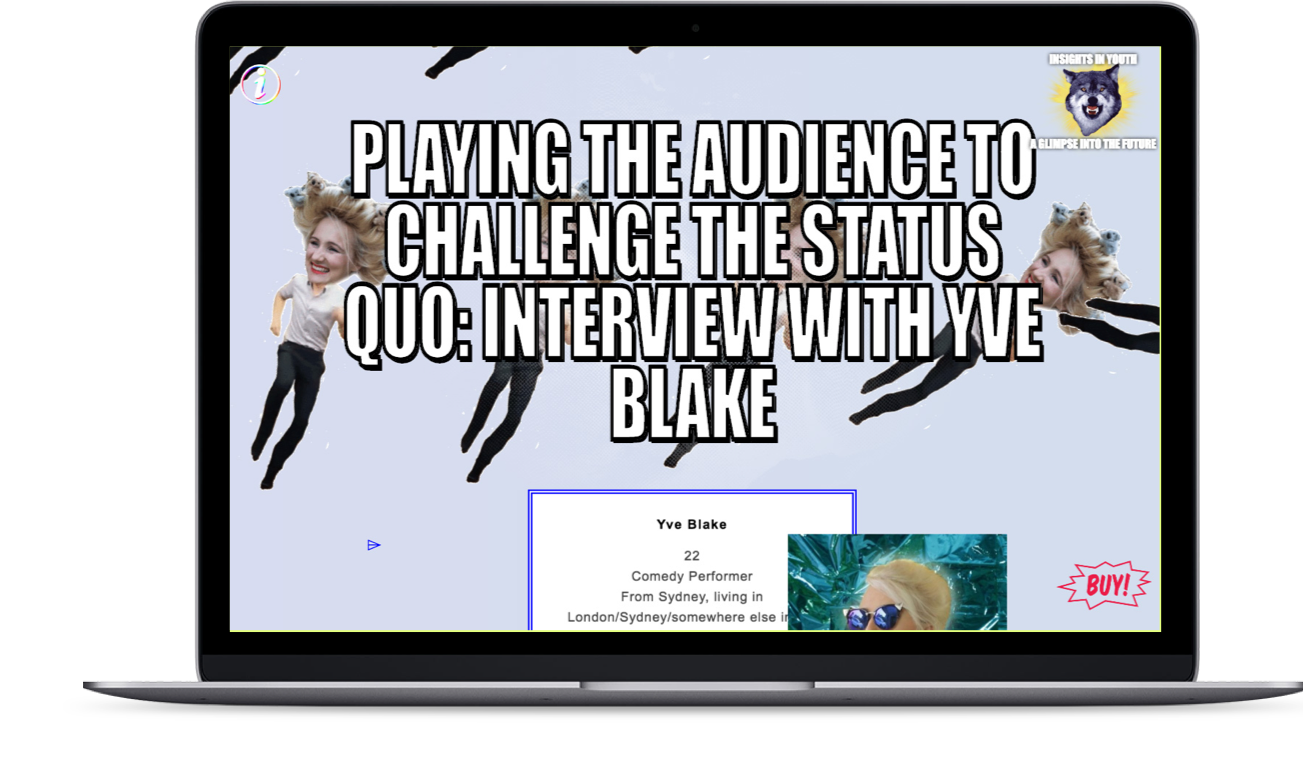 i
INSIGHTS IN YOUTH
A GLIMPSE INTO THE FUTURE
PLAYING THE AUDIENCE TO
CHALLENGE THE STATUS
QUO: INTERVIEW WITH YVE
BLAKE
Yve Blake
22
Comedy Performer
From Sydney, living in
London/Sydney/somewhere else
BUY!